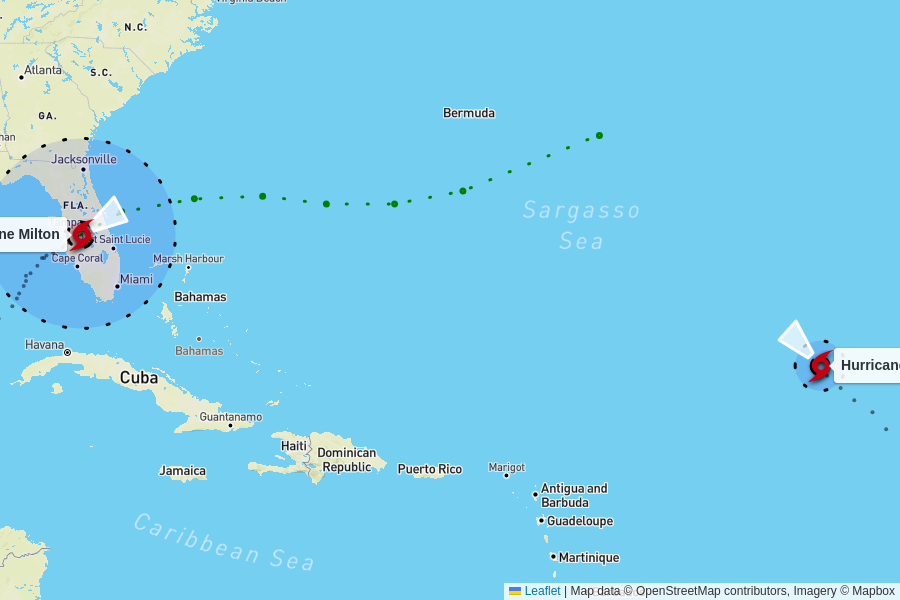 Virginia Beach
N.C.
Atlanta
S.C.
GA.
Bermuda
Jacksonville
FLA.
Sargasso
Sea
ne Milton
t Saint Lucie
Cape Coral
Marsh Harbour
Miami
Bahamas
Havana
Bahamas
Hurrican
Cuba
Guantanamo
Haiti
Dominican
Republic
Jamaica
Puerto Rico
Marigot
Antigua and
Barbuda
Guadeloupe
Caribbean Sea
Martinique
Leaflet | Map data © OpenStreetMap contributors, Imagery © Mapbox